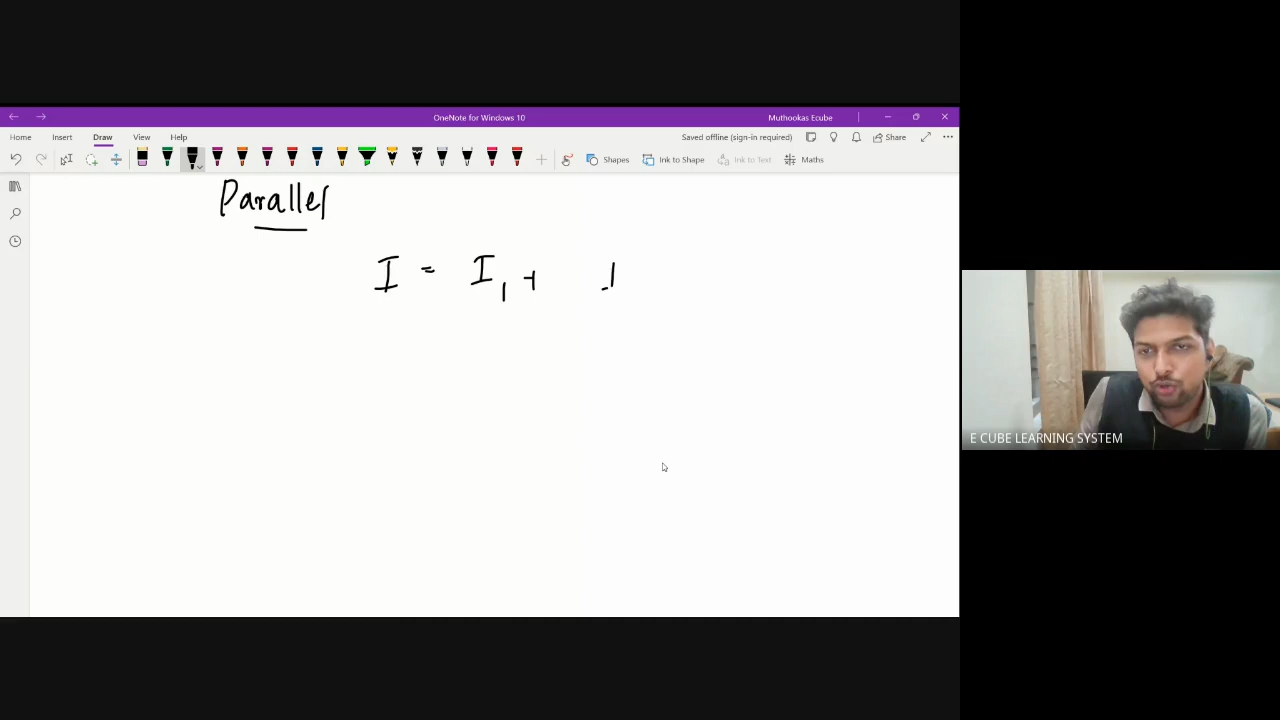 OneNote for Windows 10
Muthookas Ecube
Home Insert Draw View Help
Saved offline (sign-in required)
Share
Shapes
Ink to Shape
Ink to Text
Maths
Parallel
I = I₁ +
E CUBE LEARNING SYSTEM